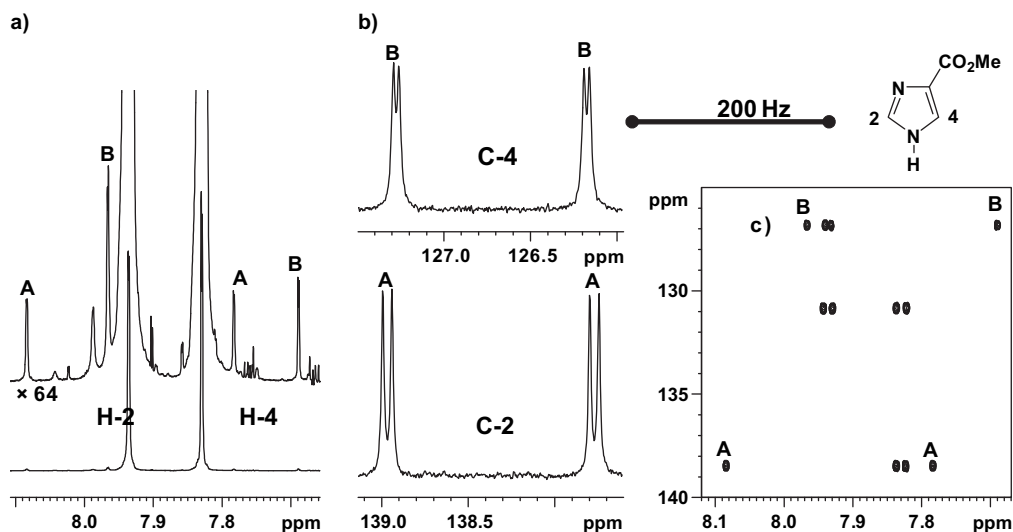 a)
B
A
A
B
× 64
H-2
H-4
8.0
7.9
7.8
ppm
b)
B
B
C-4
127.0
126.5
ppm
A
A
C-2
139.0
138.5
ppm
200 Hz
CO₂Me
N
2
4
N
H
ppm
B
c)
B
130
135
A
A
140
8.1
8.0
7.9
7.8
ppm